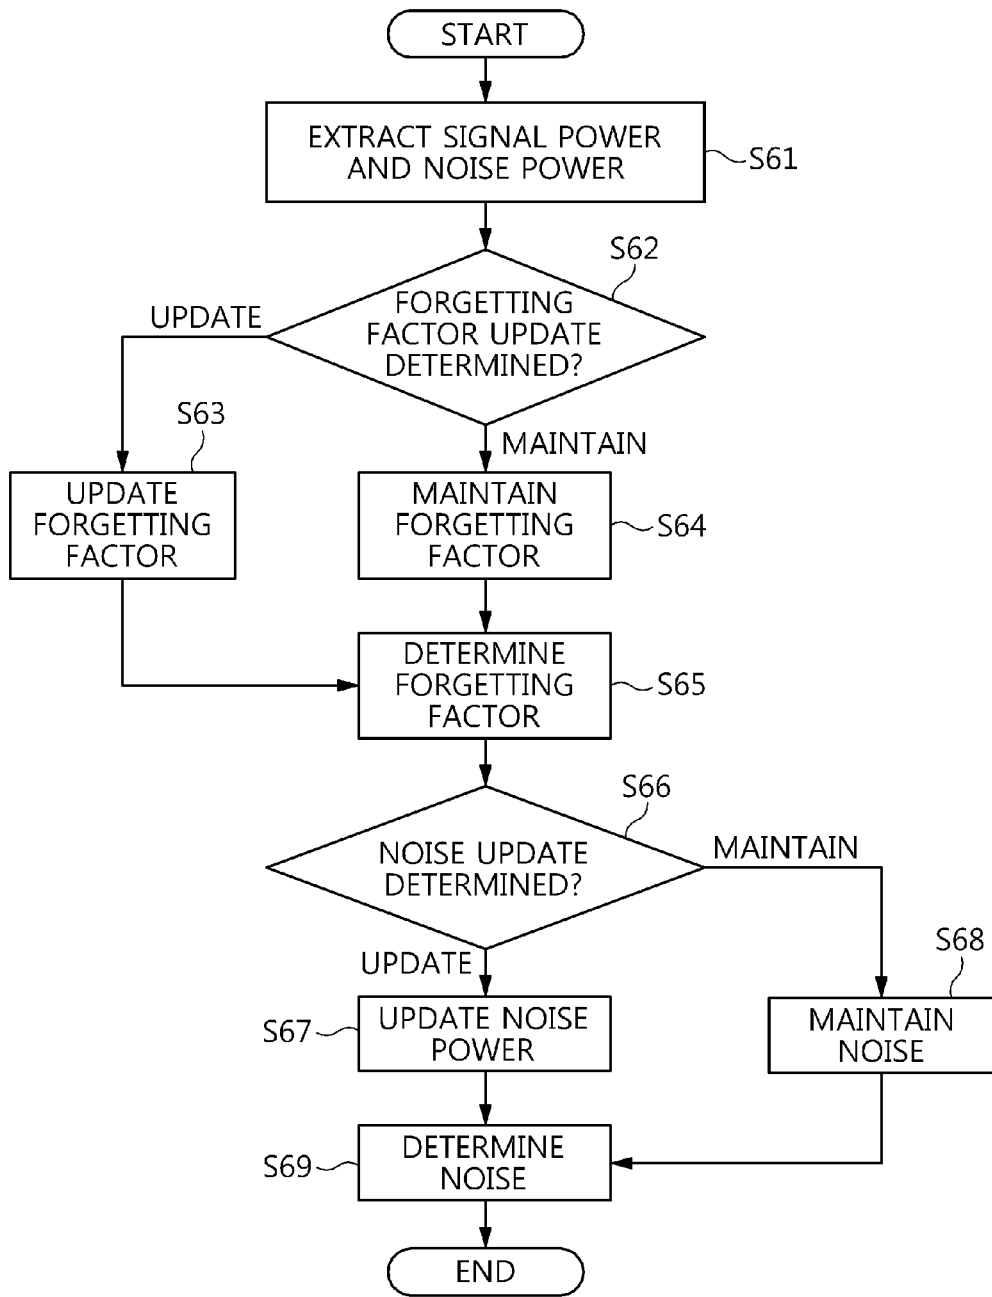 START
EXTRACT SIGNAL POWER
AND NOISE POWER
S61
S62
FORGETTING
FACTOR UPDATE
DETERMINED?
UPDATE
MAINTAIN
S63
UPDATE
FORGETTING
FACTOR
MAINTAIN
FORGETTING
FACTOR
S64
DETERMINE
FORGETTING
FACTOR
S65
S66
NOISE UPDATE
DETERMINED?
MAINTAIN
UPDATE
S67
UPDATE NOISE
POWER
S68
MAINTAIN
NOISE
S69
DETERMINE
NOISE
END